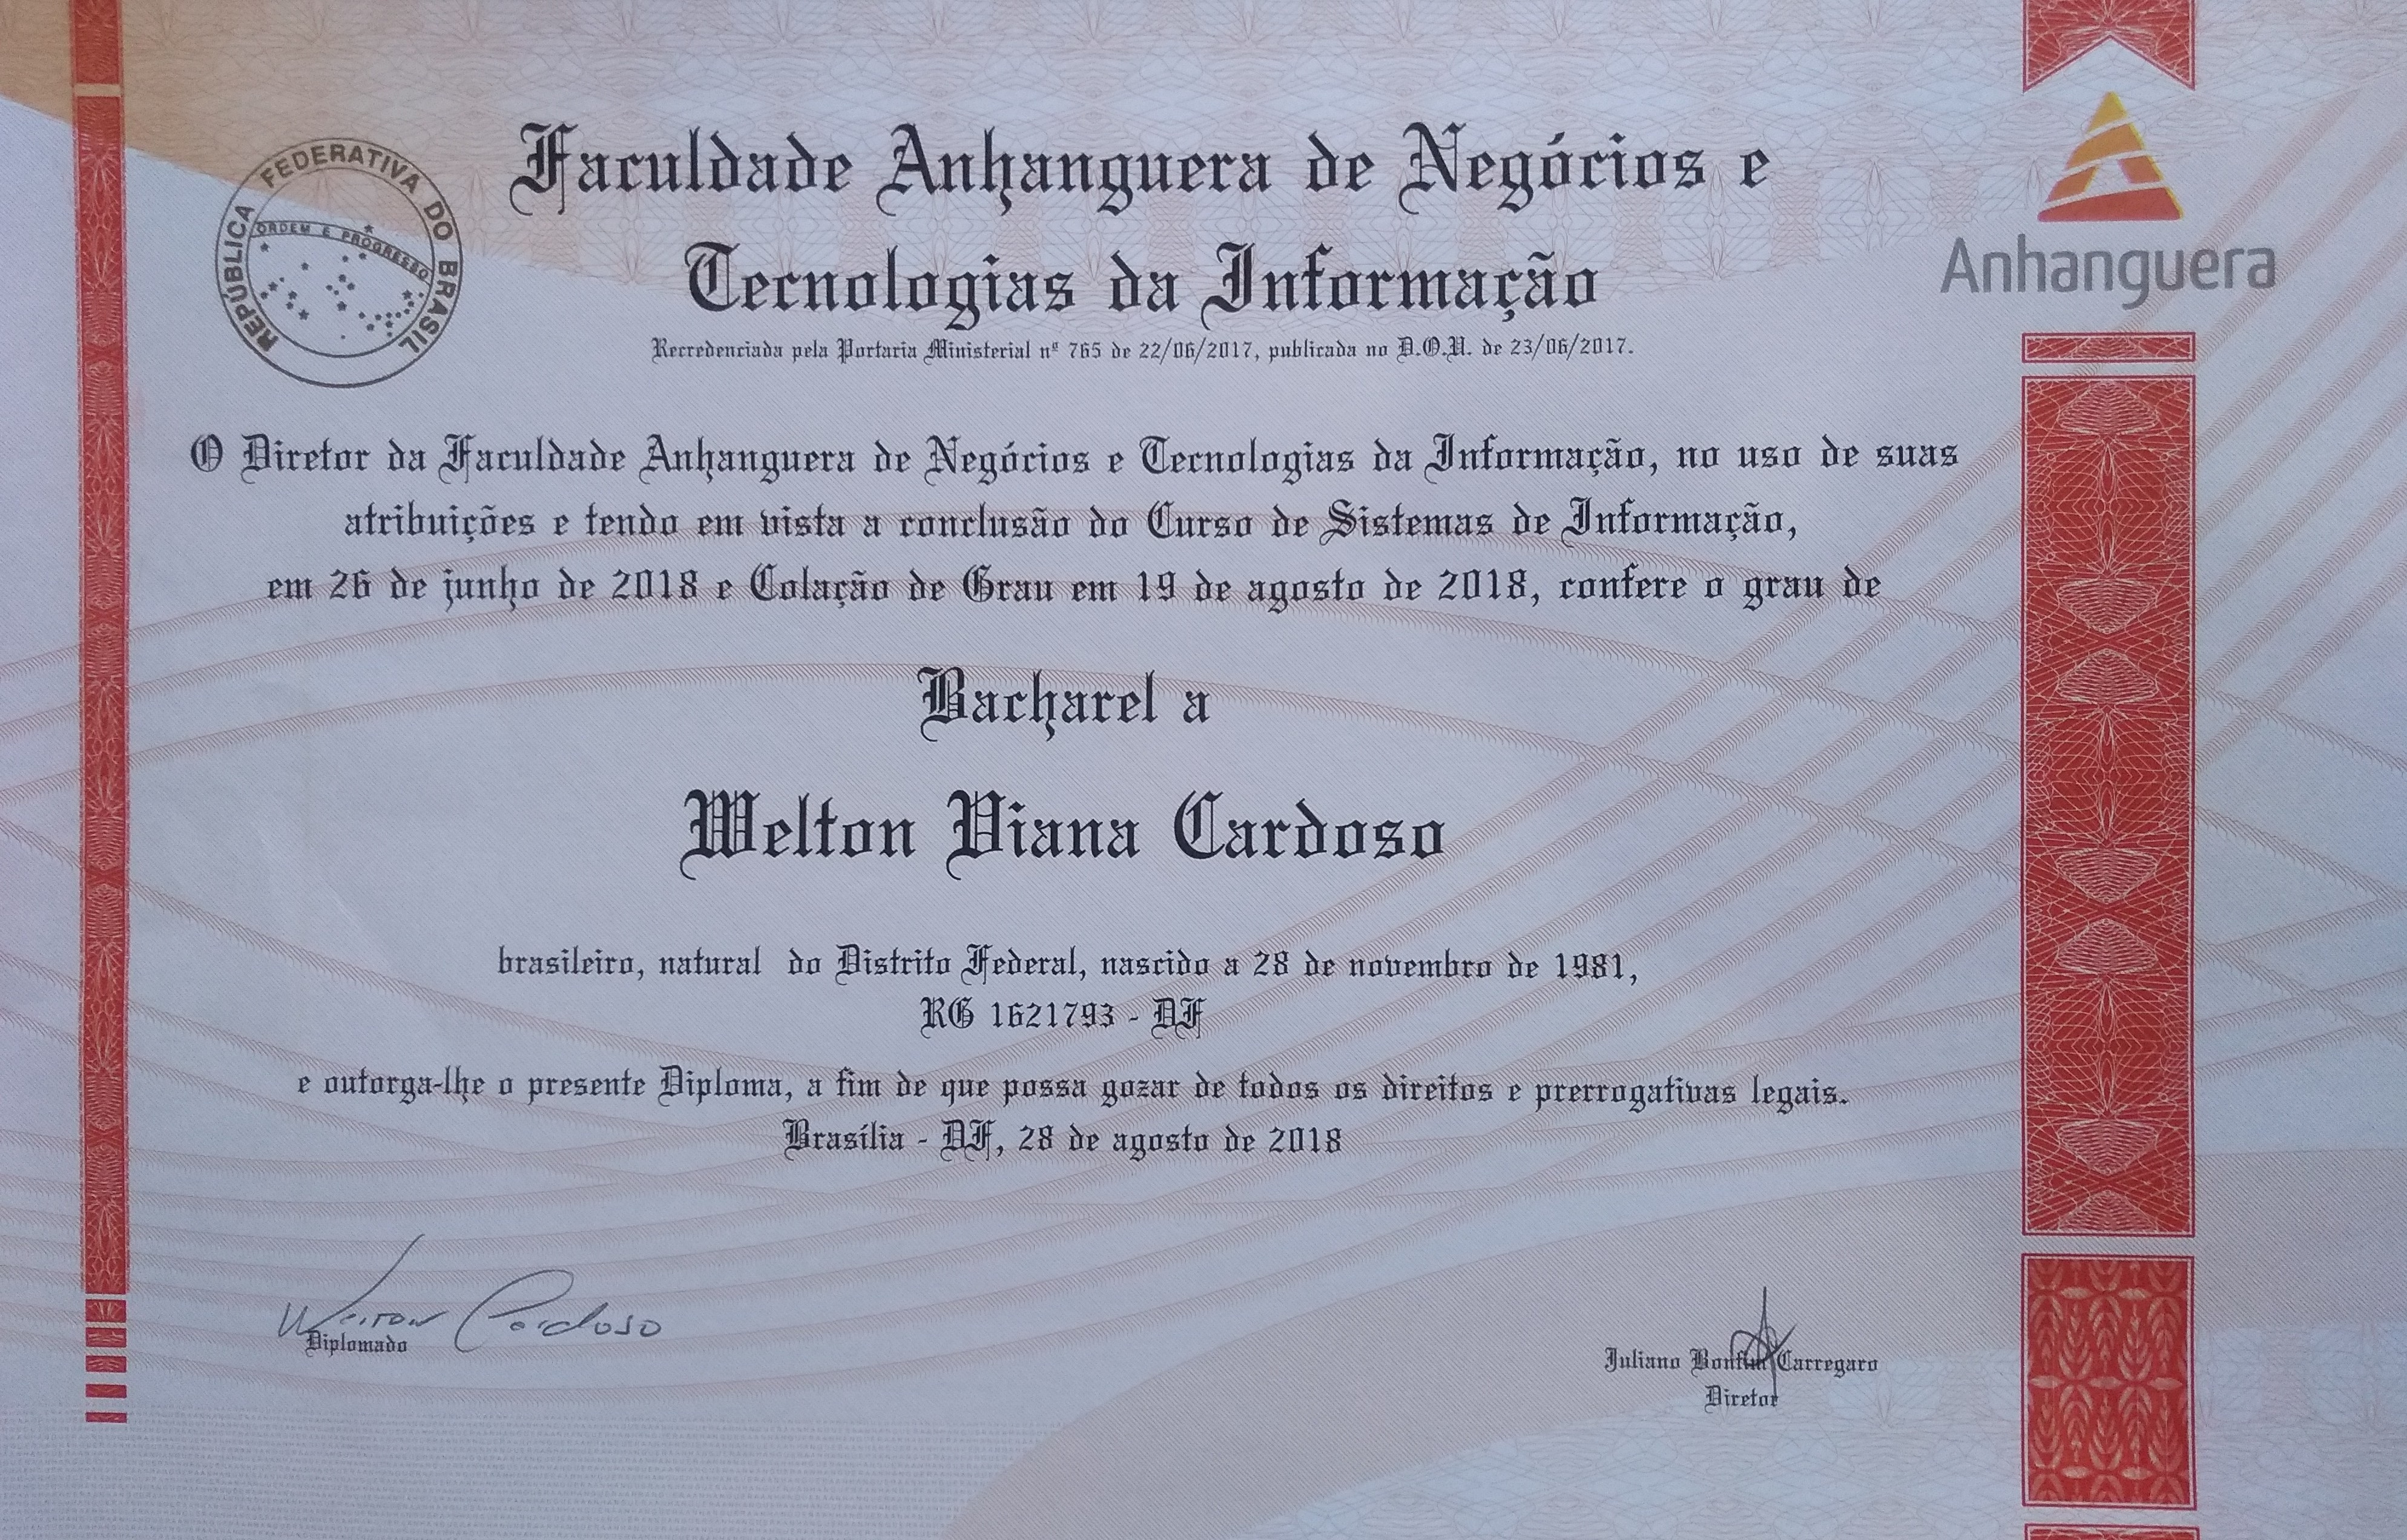 REPÚBLICA FEDERATIVA DO BRASIL
ORDEM E PROGRESSO
Faculdade Anhanguera de Negócios e
Tecnologias da Informação
Anhanguera
Recredenciada pela Portaria Ministerial nº 765 de 22/06/2017, publicada no D.O.U. de 23/06/2017.
O Diretor da Faculdade Anhanguera de Negócios e Tecnologias da Informação, no uso de suas
atribuições e tendo em vista a conclusão do Curso de Sistemas de Informação,
em 26 de junho de 2018 e Colação de Grau em 19 de agosto de 2018, confere o grau de
Bacharel a
Welton Viana Cardoso
brasileiro, natural do Distrito Federal, nascido a 28 de novembro de 1981,
RG 1621793 - DF
e outorga-lhe o presente Diploma, a fim de que possa gozar de todos os direitos e prerrogativas legais.
Brasília - DF, 28 de agosto de 2018
Welton Cardoso
Diplomado
Juliano Bonfim Carregaro
Diretor